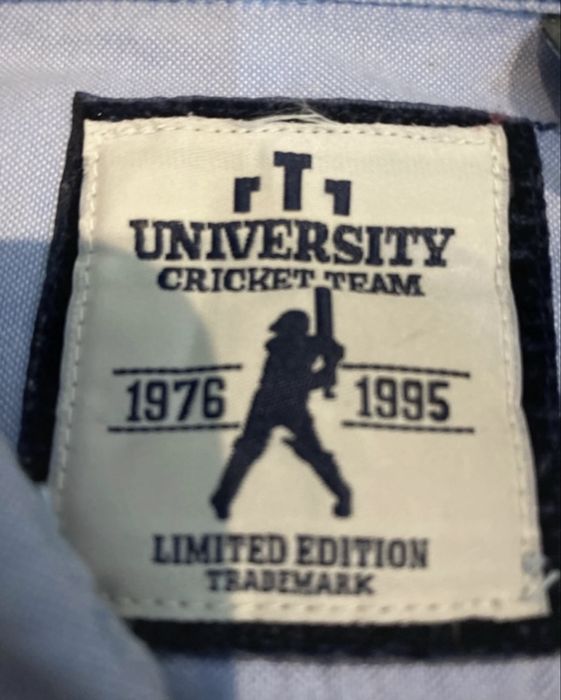 UNIVERSITY
CRICKET TEAM
1976 1995
LIMITED EDITION
TRADEMARK